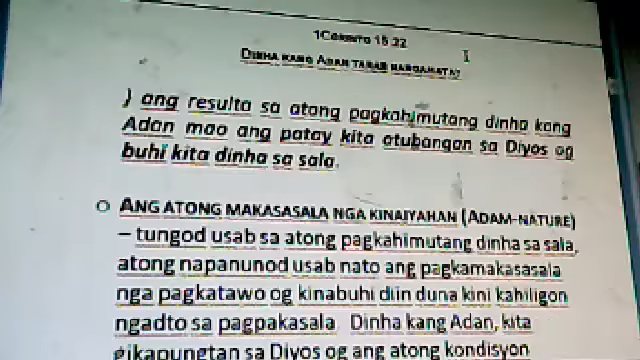 1Corinto 15.22
DINHA KANG ADAN TANAN NANGAMATAY
) ang resulta sa atong pagkahimutang dinha kang
Adan mao ang patay kita atubangan sa Diyos og
buhi kita dinha sa sala.
O ANG ATONG MAKASASALA NGA KINAIYAHAN (ADAM-NATURE)
– tungod usab sa atong pagkahimutang dinha sa sala,
atong napanunod usab nato ang pagkamakasasala
nga pagkatawo og kinabuhi diin duna kini kahiligon
ngadto sa pagpakasala Dinha kang Adan, kita
gikapungtan sa Diyos og ang atong kondisyon